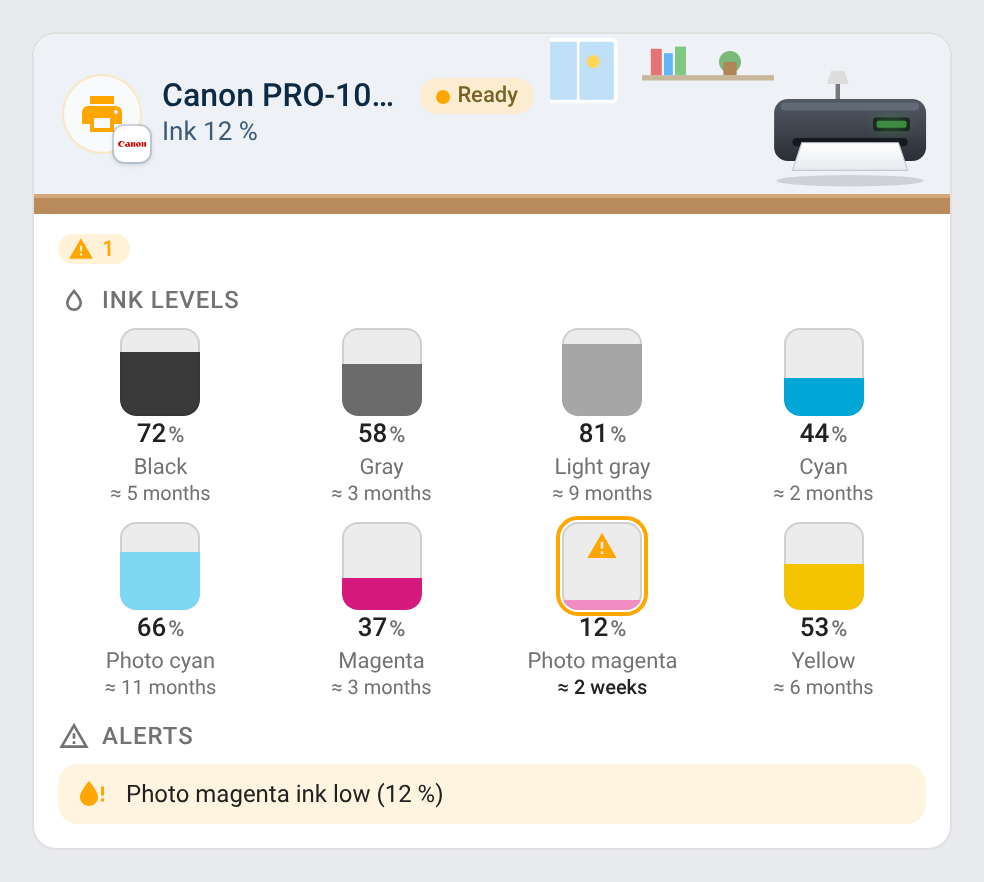 Canon PRO-10...
Ready
Ink 12 %
Canon
1
INK LEVELS
72% 58% 81% 44%
Black Gray Light gray Cyan
≈ 5 months ≈ 3 months ≈ 9 months ≈ 2 months
66% 37% 12% 53%
Photo cyan Magenta Photo magenta Yellow
≈ 11 months ≈ 3 months ≈ 2 weeks ≈ 6 months
ALERTS
Photo magenta ink low (12 %)